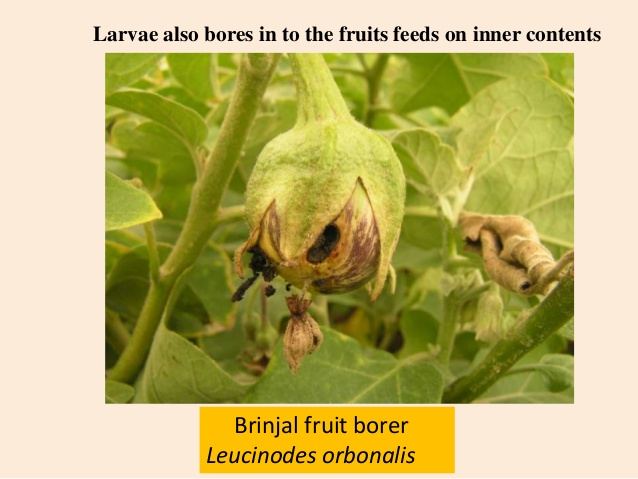 Larvae also bores in to the fruits feeds on inner contents
Brinjal fruit borer
Leucinodes orbonalis